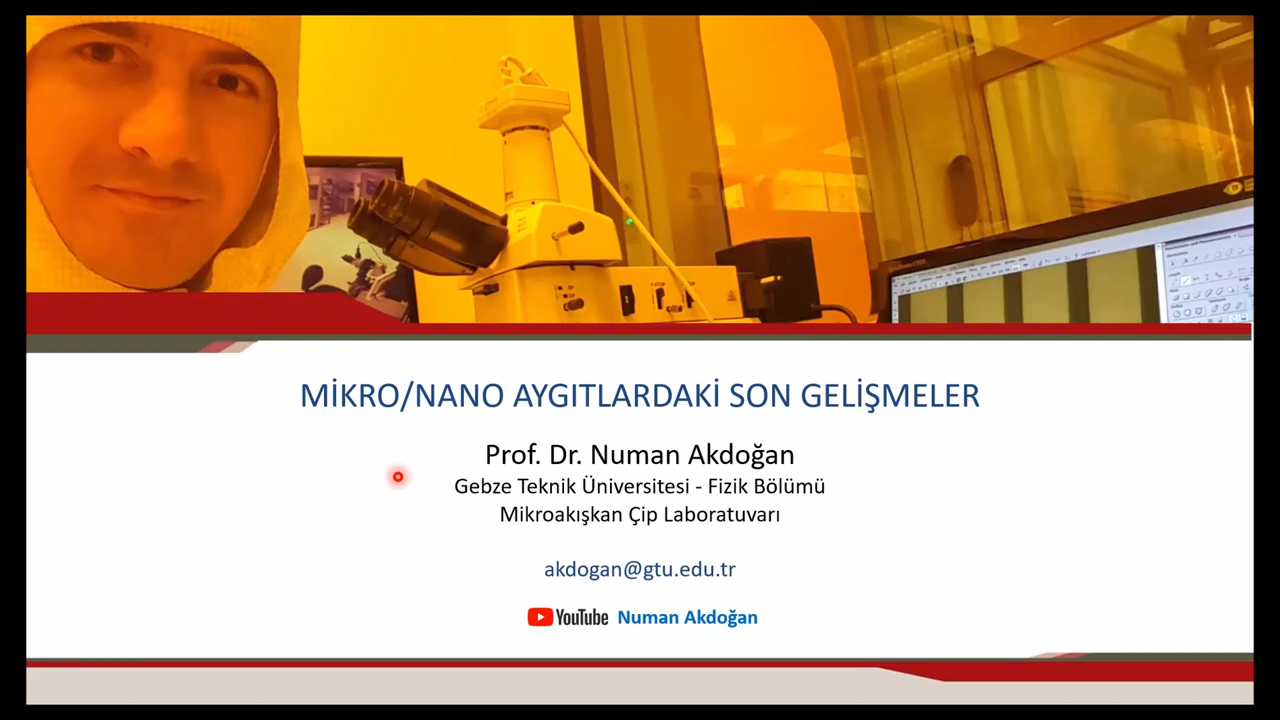 MİKRO/NANO AYGITLARDAKİ SON GELİŞMELER
Prof. Dr. Numan Akdoğan
Gebze Teknik Üniversitesi - Fizik Bölümü
Mikroakışkan Çip Laboratuvarı
akdogan@gtu.edu.tr
YouTube Numan Akdoğan